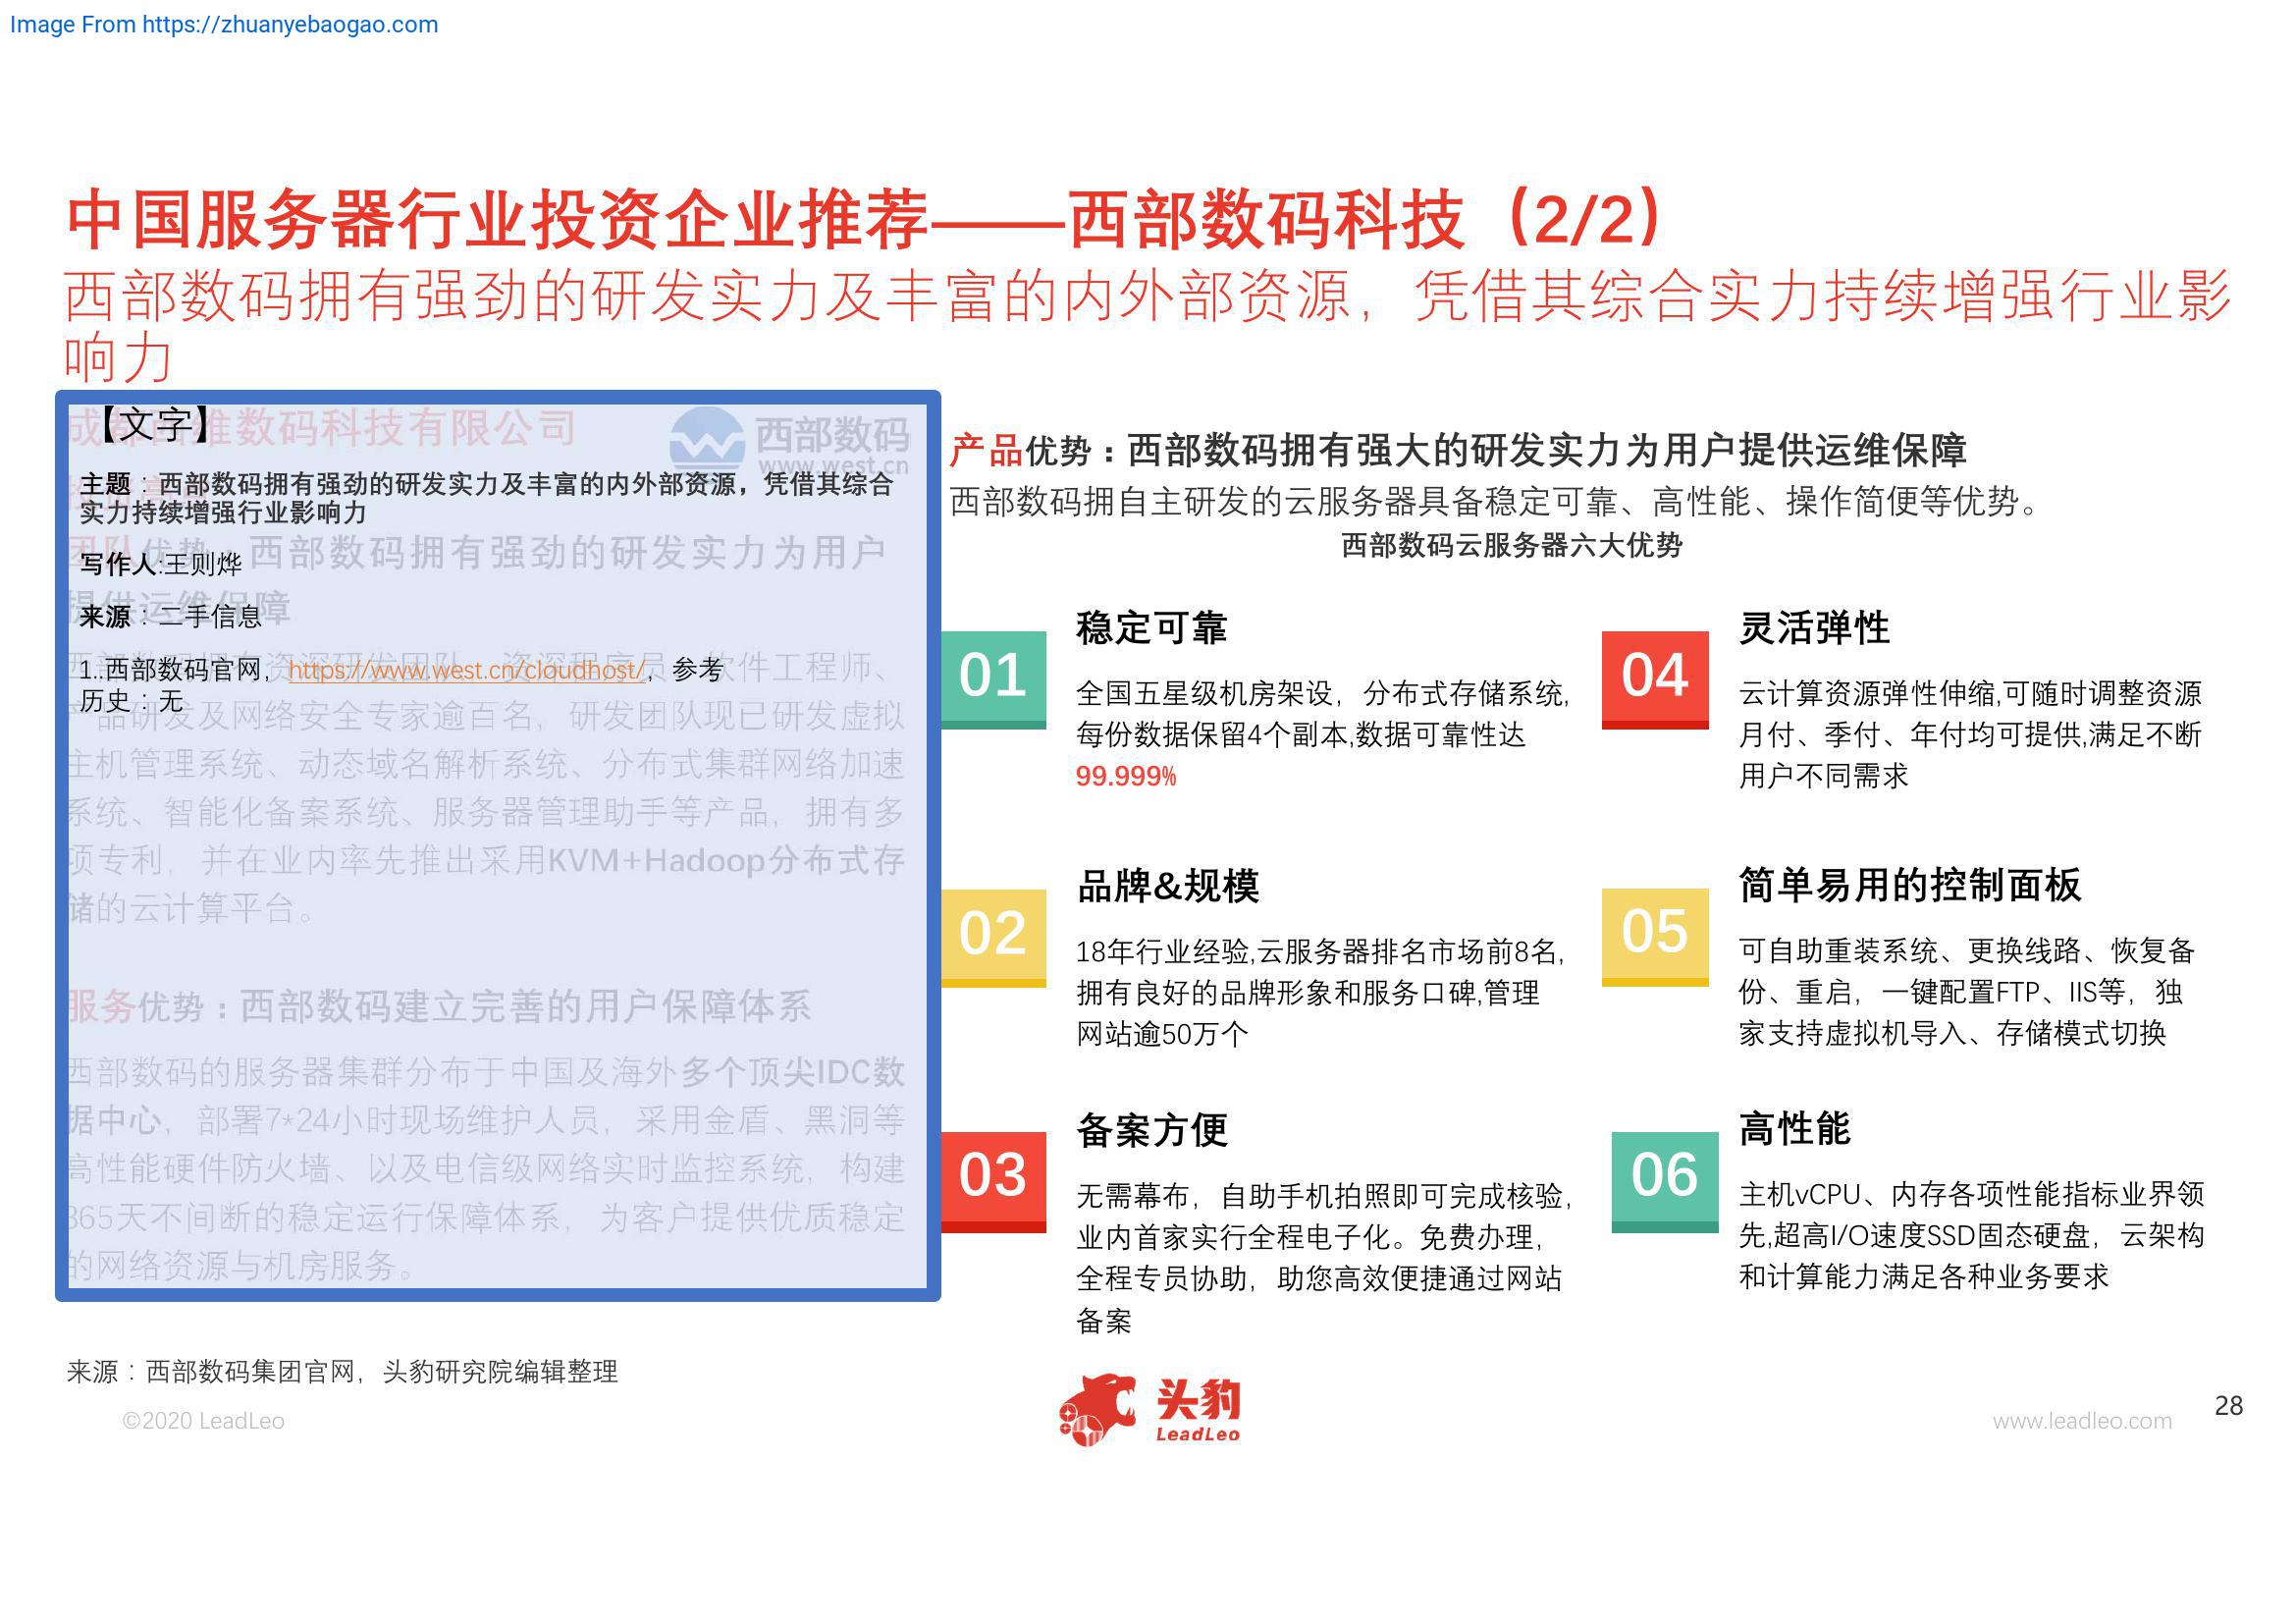 Image From https://zhuanyebaogao.com
中国服务器行业投资企业推荐——西部数码科技（2/2）
西部数码拥有强劲的研发实力及丰富的内外部资源，凭借其综合实力持续增强行业影
响力
【文字】
成都西维数码科技有限公司
西部数码
www.west.cn
主题：西部数码拥有强劲的研发实力及丰富的内外部资源，凭借其综合
实力持续增强行业影响力
团队优势：西部数码拥有强劲的研发实力为用户
提供运维保障
写作人:王则烨
来源：二手信息
1..西部数码官网，https://www.west.cn/cloudhost/，参考
历史：无
西部数码拥有资深研发团队，资深程序员、软件工程师、
产品研发及网络安全专家逾百名，研发团队现已研发虚拟
主机管理系统、动态域名解析系统、分布式集群网络加速
系统、智能化备案系统、服务器管理助手等产品，拥有多
项专利，并在业内率先推出采用KVM+Hadoop分布式存
储的云计算平台。
服务优势：西部数码建立完善的用户保障体系
西部数码的服务器集群分布于中国及海外多个顶尖IDC数
据中心，部署7*24小时现场维护人员，采用金盾、黑洞等
高性能硬件防火墙、以及电信级网络实时监控系统，构建
365天不间断的稳定运行保障体系，为客户提供优质稳定
的网络资源与机房服务。
产品优势：西部数码拥有强大的研发实力为用户提供运维保障
西部数码拥自主研发的云服务器具备稳定可靠、高性能、操作简便等优势。
西部数码云服务器六大优势
01
稳定可靠
全国五星级机房架设，分布式存储系统,
每份数据保留4个副本,数据可靠性达
99.999%
02
品牌&规模
18年行业经验,云服务器排名市场前8名,
拥有良好的品牌形象和服务口碑,管理
网站逾50万个
03
备案方便
无需幕布，自助手机拍照即可完成核验,
业内首家实行全程电子化。免费办理，
全程专员协助，助您高效便捷通过网站
备案
04
灵活弹性
云计算资源弹性伸缩,可随时调整资源
月付、季付、年付均可提供,满足不断
用户不同需求
05
简单易用的控制面板
可自助重装系统、更换线路、恢复备
份、重启，一键配置FTP、IIS等，独
家支持虚拟机导入、存储模式切换
06
高性能
主机vCPU、内存各项性能指标业界领
先,超高I/O速度SSD固态硬盘，云架构
和计算能力满足各种业务要求
来源：西部数码集团官网，头豹研究院编辑整理
©2020 LeadLeo
头豹
LeadLeo
www.leadleo.com
28